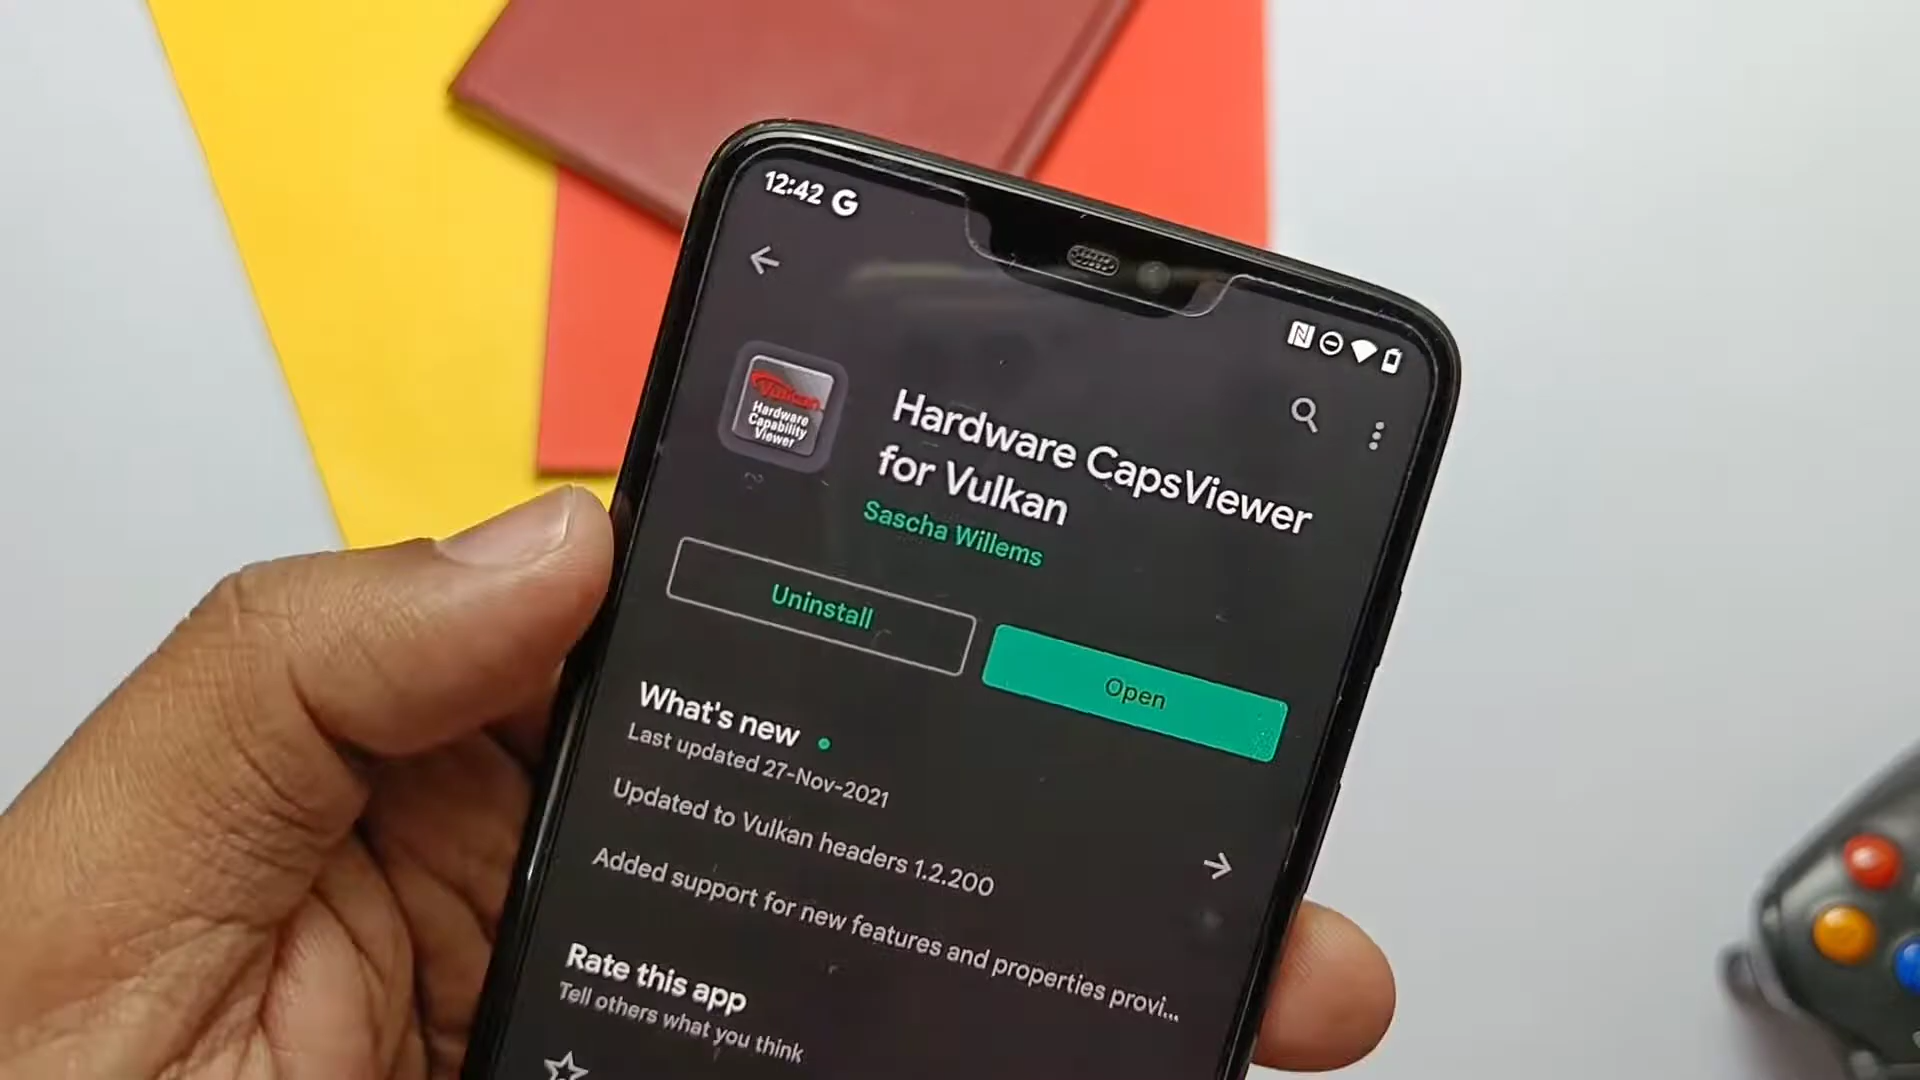 12:42 G
Vulkan
Hardware
Capability
Viewer
Hardware CapsViewer
for Vulkan
Sascha Willems
Uninstall
Open
What's new
Last updated 27-Nov-2021
Updated to Vulkan headers 1.2.200
Added support for new features and properties provi...
Rate this app
Tell others what you think